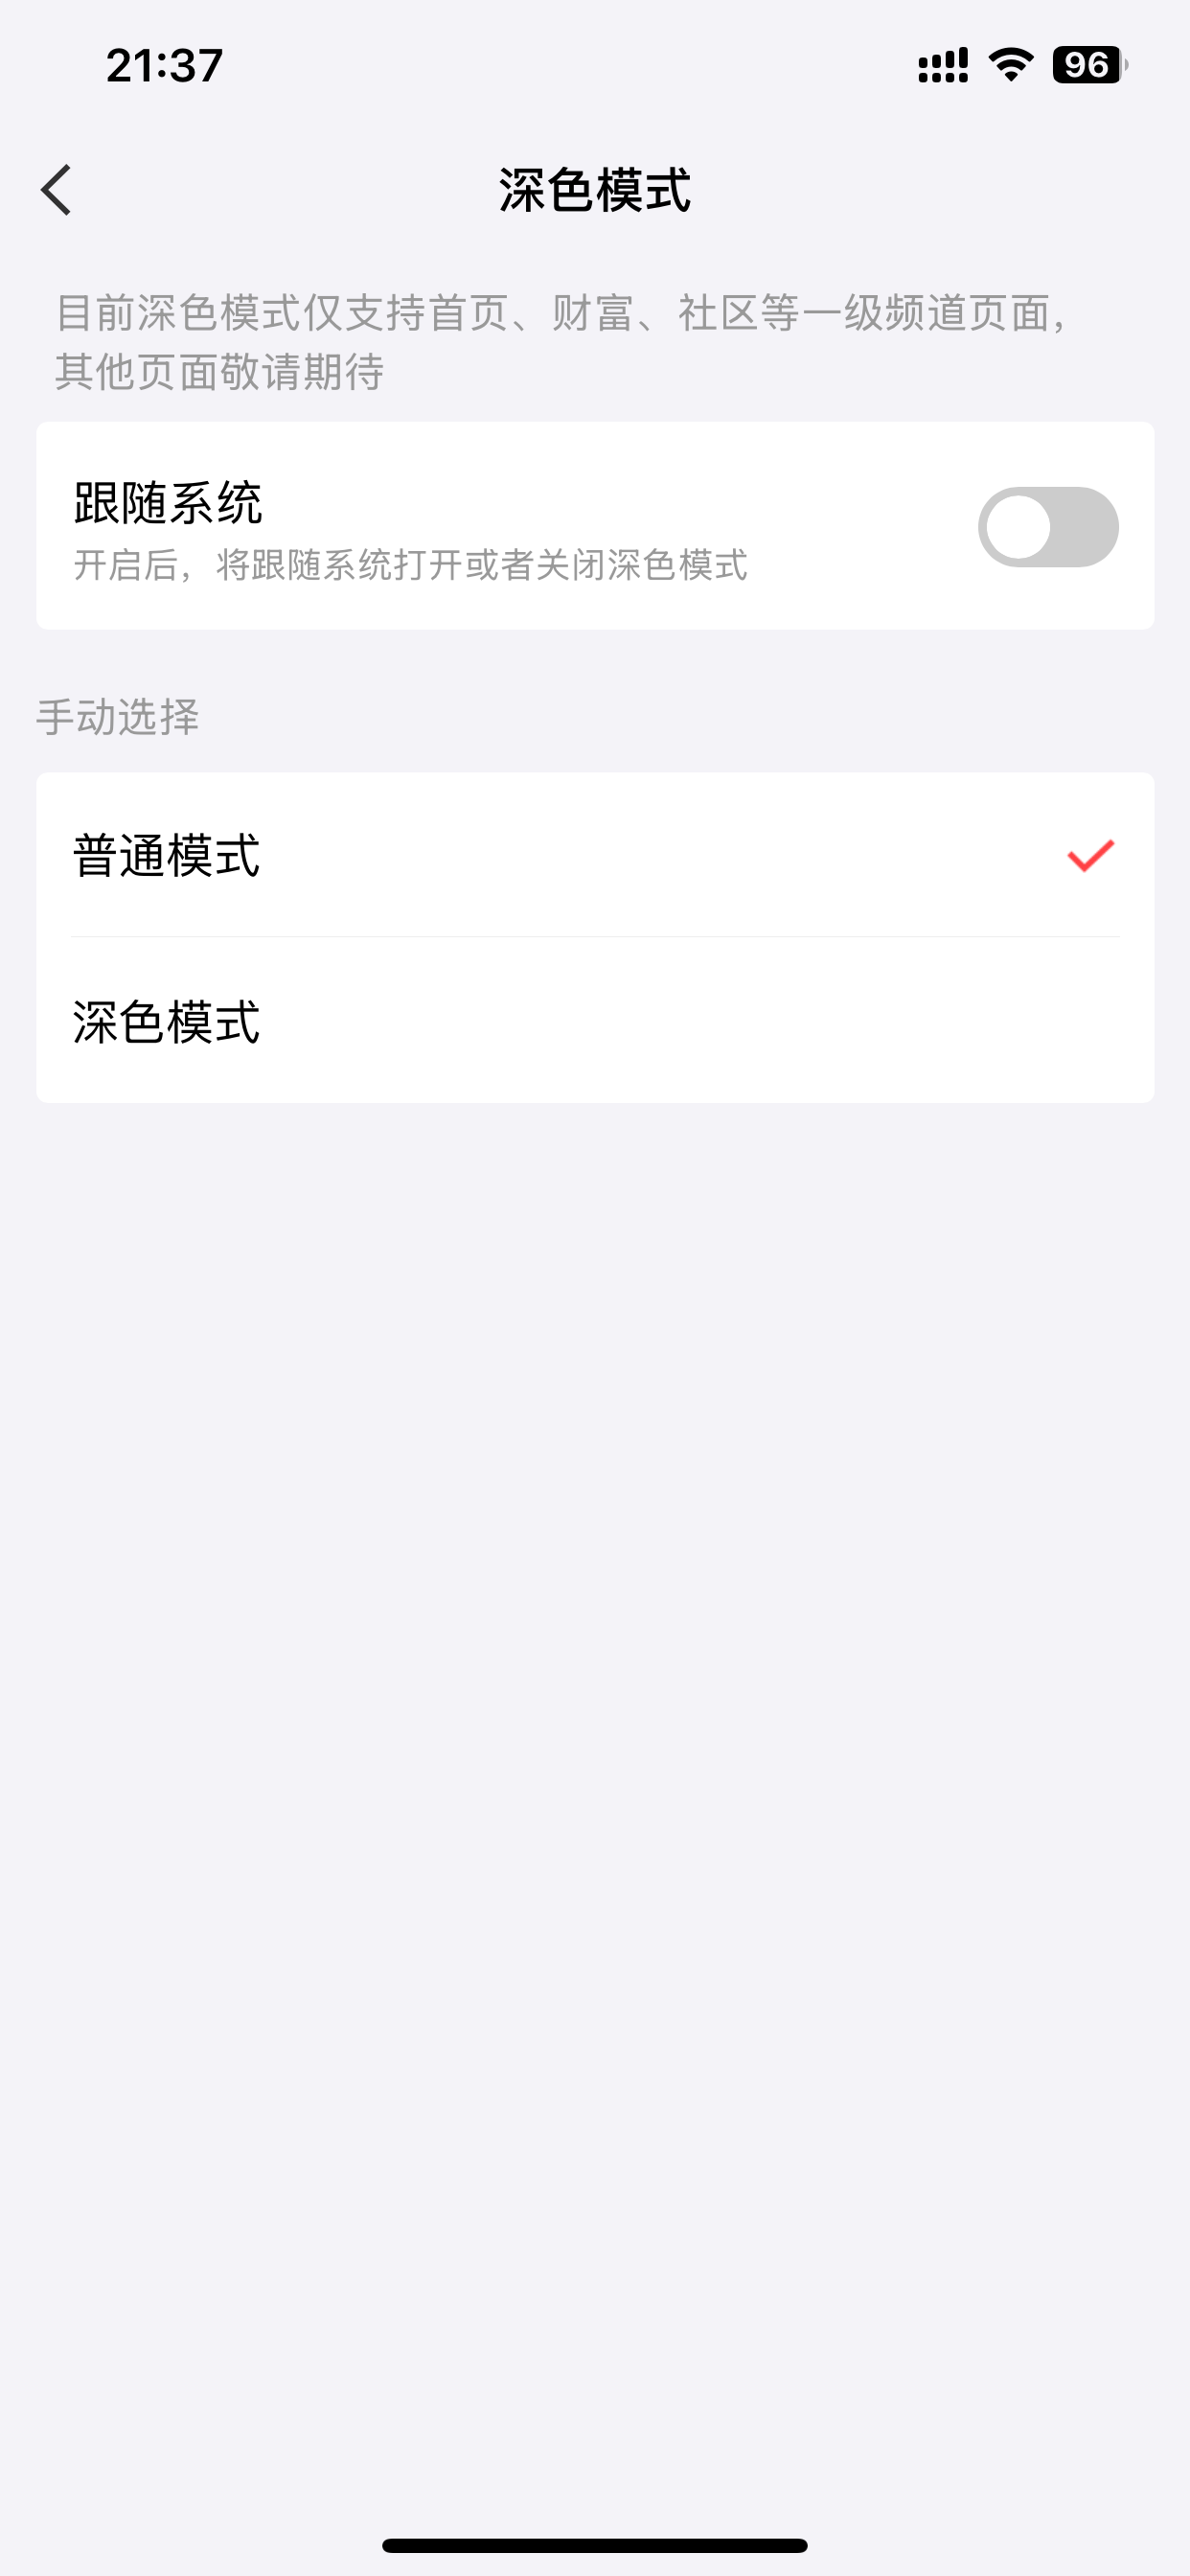 21:37
96
深色模式
目前深色模式仅支持首页、财富、社区等一级频道页面，
其他页面敬请期待
跟随系统
开启后，将跟随系统打开或者关闭深色模式
手动选择
普通模式
深色模式